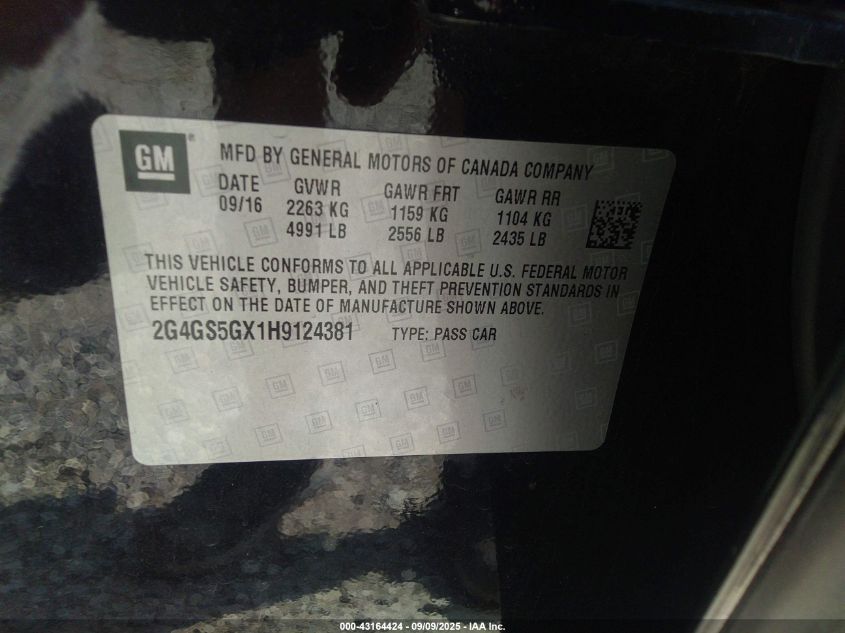 GM
MFD BY GENERAL MOTORS OF CANADA COMPANY
DATE GVWR GAWR FRT GAWR RR
09/16 2263 KG 1159 KG 1104 KG
4991 LB 2556 LB 2435 LB
THIS VEHICLE CONFORMS TO ALL APPLICABLE U.S. FEDERAL MOTOR
VEHICLE SAFETY, BUMPER, AND THEFT PREVENTION STANDARDS IN
EFFECT ON THE DATE OF MANUFACTURE SHOWN ABOVE.
2G4GS5GX1H9124381 TYPE: PASS CAR
000-43164424 - 09/09/2025 - IAA Inc.